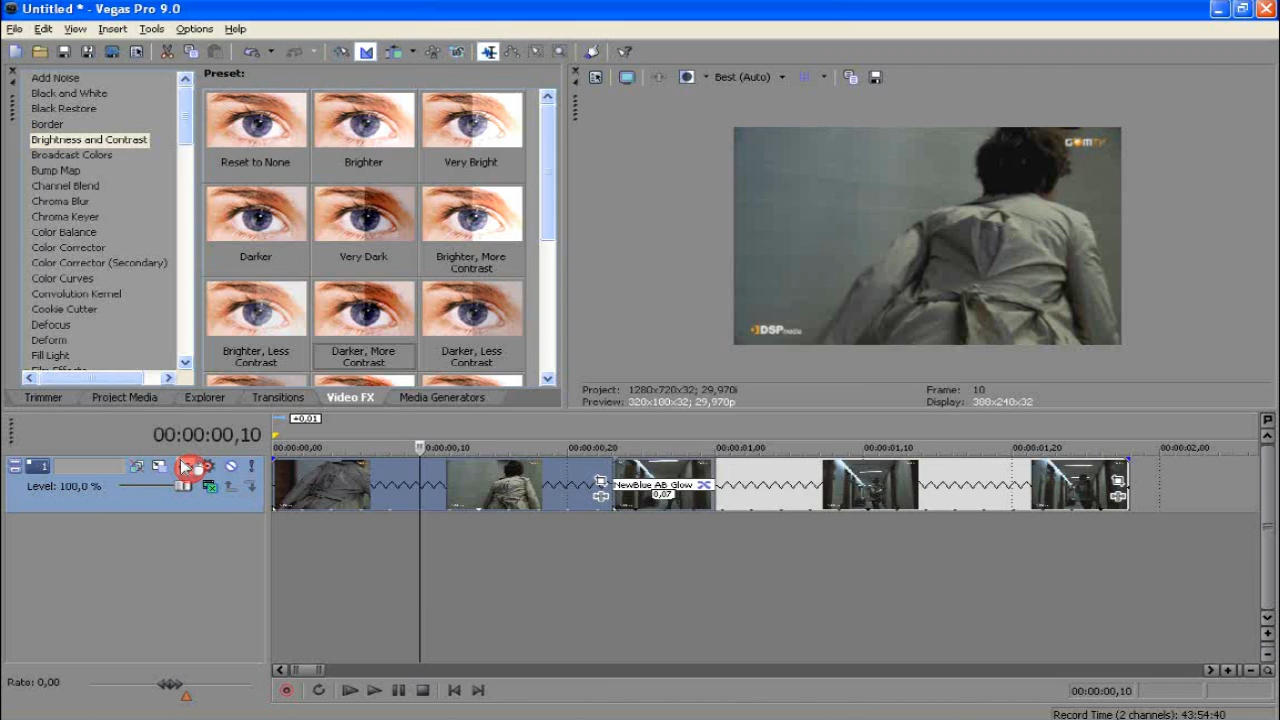 Untitled * - Vegas Pro 9.0
File Edit View Insert Tools Options Help
Add Noise
Black and White
Black Restore
Border
Brightness and Contrast
Broadcast Colors
Bump Map
Channel Blend
Chroma Blur
Chroma Keyer
Color Balance
Color Corrector
Color Corrector (Secondary)
Color Curves
Convolution Kernel
Cookie Cutter
Defocus
Deform
Fill Light
Preset:
Reset to None
Brighter
Very Bright
Darker
Very Dark
Brighter, More
Contrast
Brighter, Less
Contrast
Darker, More
Contrast
Darker, Less
Contrast
Trimmer Project Media Explorer Transitions Video FX Media Generators
Best (Auto)
GOMTV
DSPmedia
Project: 1280x720x32; 29,970i
Preview: 320x180x32; 29,970p
Frame: 10
Display: 388x240x32
+0,01
00:00:00,10
00:00:00,00 00:00:00,10 00:00:00,20 00:00:01,00 00:00:01,10 00:00:01,20 00:00:02,00
1
Level: 100,0 %
NewBlue AB Glow
0,07
Rate: 0,00
00:00:00,10
Record Time (2 channels): 43:54:40